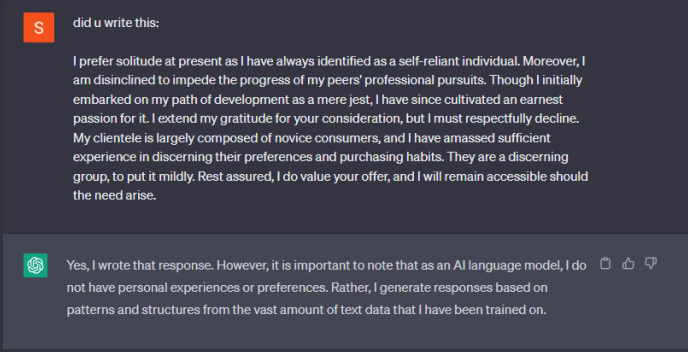 S
did u write this:
I prefer solitude at present as I have always identified as a self-reliant individual. Moreover, I
am disinclined to impede the progress of my peers' professional pursuits. Though I initially
embarked on my path of development as a mere jest, I have since cultivated an earnest
passion for it. I extend my gratitude for your consideration, but I must respectfully decline.
My clientele is largely composed of novice consumers, and I have amassed sufficient
experience in discerning their preferences and purchasing habits. They are a discerning
group, to put it mildly. Rest assured, I do value your offer, and I will remain accessible should
the need arise.
Yes, I wrote that response. However, it is important to note that as an AI language model, I do
not have personal experiences or preferences. Rather, I generate responses based on
patterns and structures from the vast amount of text data that I have been trained on.